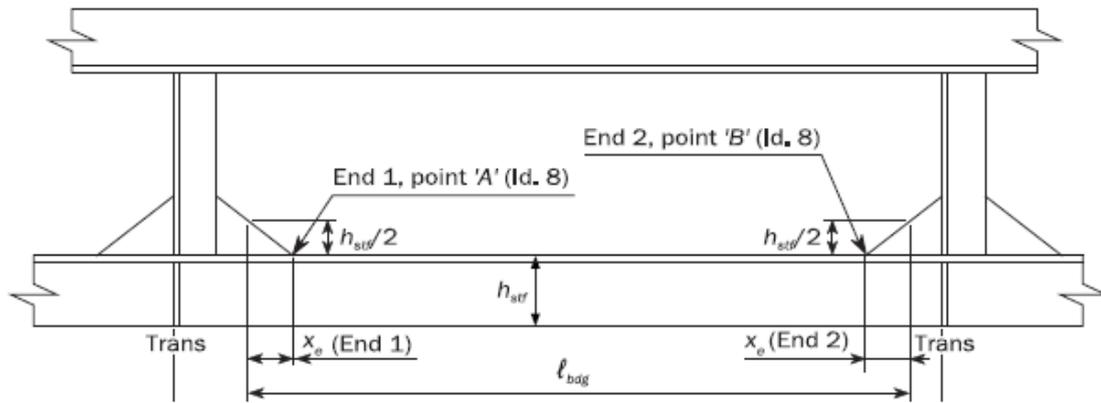 End 2, point 'B' (Id. 8)
End 1, point 'A' (Id. 8)
h_stf/2
h_stf/2
h_stf
Trans
x_e (End 1)
x_e (End 2)
Trans
ℓ_bdg